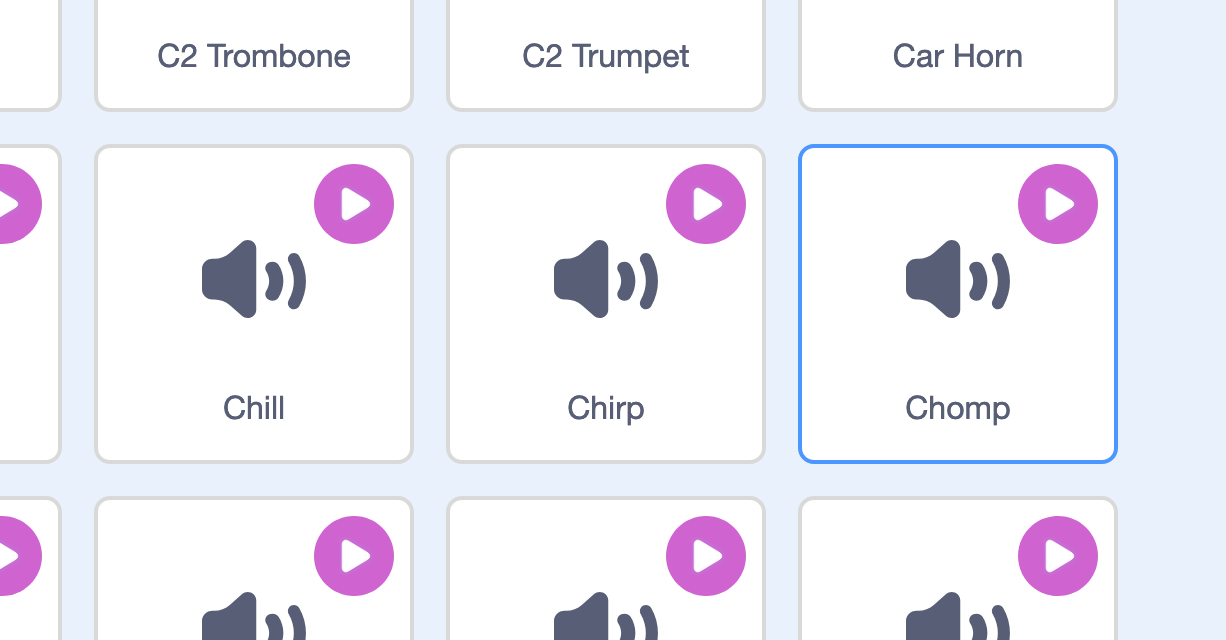 C2 Trombone
C2 Trumpet
Car Horn
Chill
Chirp
Chomp